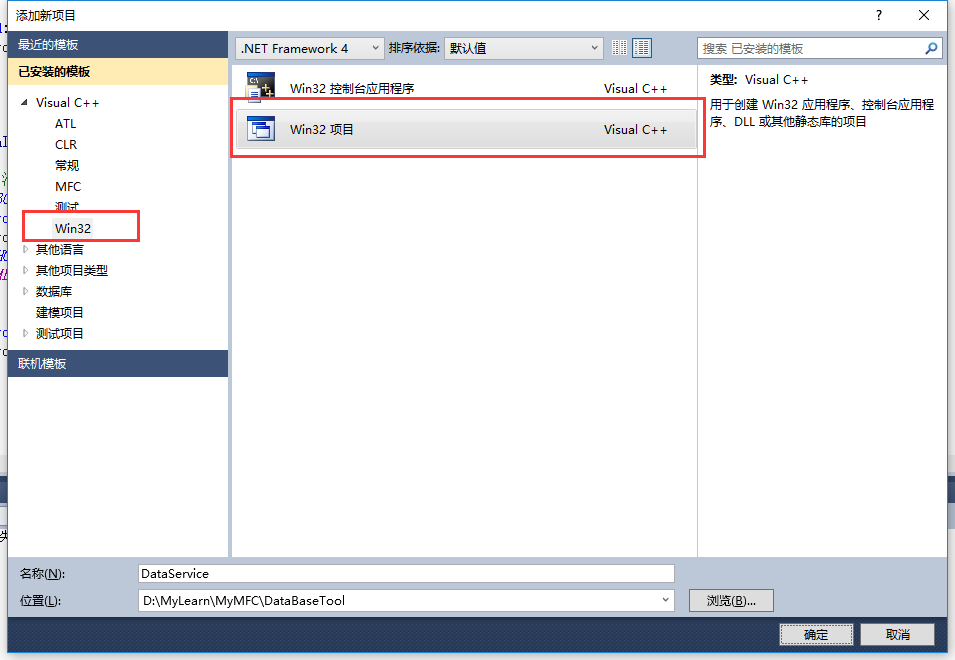 添加新项目
?
最近的模板
.NET Framework 4
排序依据:
默认值
搜索 已安装的模板
已安装的模板
Visual C++
ATL
CLR
常规
MFC
测试
Win32
其他语言
其他项目类型
数据库
建模项目
测试项目
联机模板
Win32 控制台应用程序
Visual C++
Win32 项目
Visual C++
类型: Visual C++
用于创建 Win32 应用程序、控制台应用程
序、DLL 或其他静态库的项目
名称(N):
DataService
位置(L):
D:\MyLearn\MyMFC\DataBaseTool
浏览(B)...
确定
取消